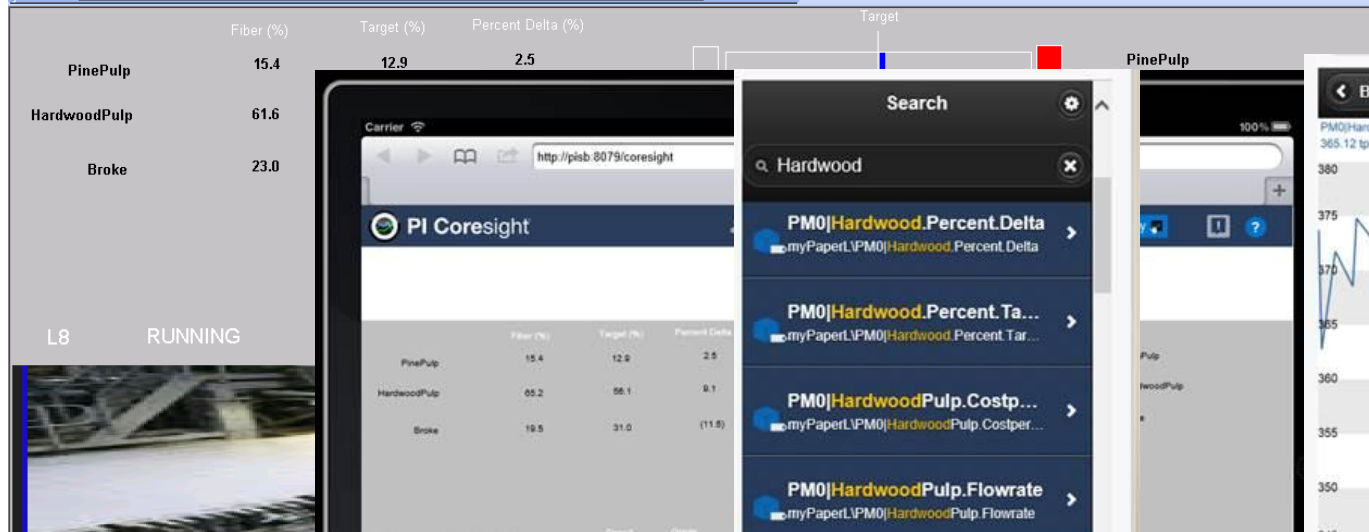 Fiber (%) Target (%) Percent Delta (%) Target
PinePulp 15.4 12.9 2.5 PinePulp
HardwoodPulp 61.6
Broke 23.0
L8 RUNNING
Carrier 100%
http://pisb:8079/coresight
PI Coresight
Fiber (%) Target (%) Percent Delta
PinePulp 15.4 12.9 2.5
HardwoodPulp 65.2 56.1 9.1
Broke 19.5 31.0 (11.5)
Search
Hardwood
PM0|Hardwood.Percent.Delta
myPaperL\PM0|Hardwood.Percent.Delta
PM0|Hardwood.Percent.Ta...
myPaperL\PM0|Hardwood.Percent.Tar...
PM0|HardwoodPulp.Costp...
myPaperL\PM0|HardwoodPulp.Costper...
PM0|HardwoodPulp.Flowrate
myPaperL\PM0|HardwoodPulp.Flowrate
B
PM0|Hard
365.12 tp
380
375
370
365
360
355
350